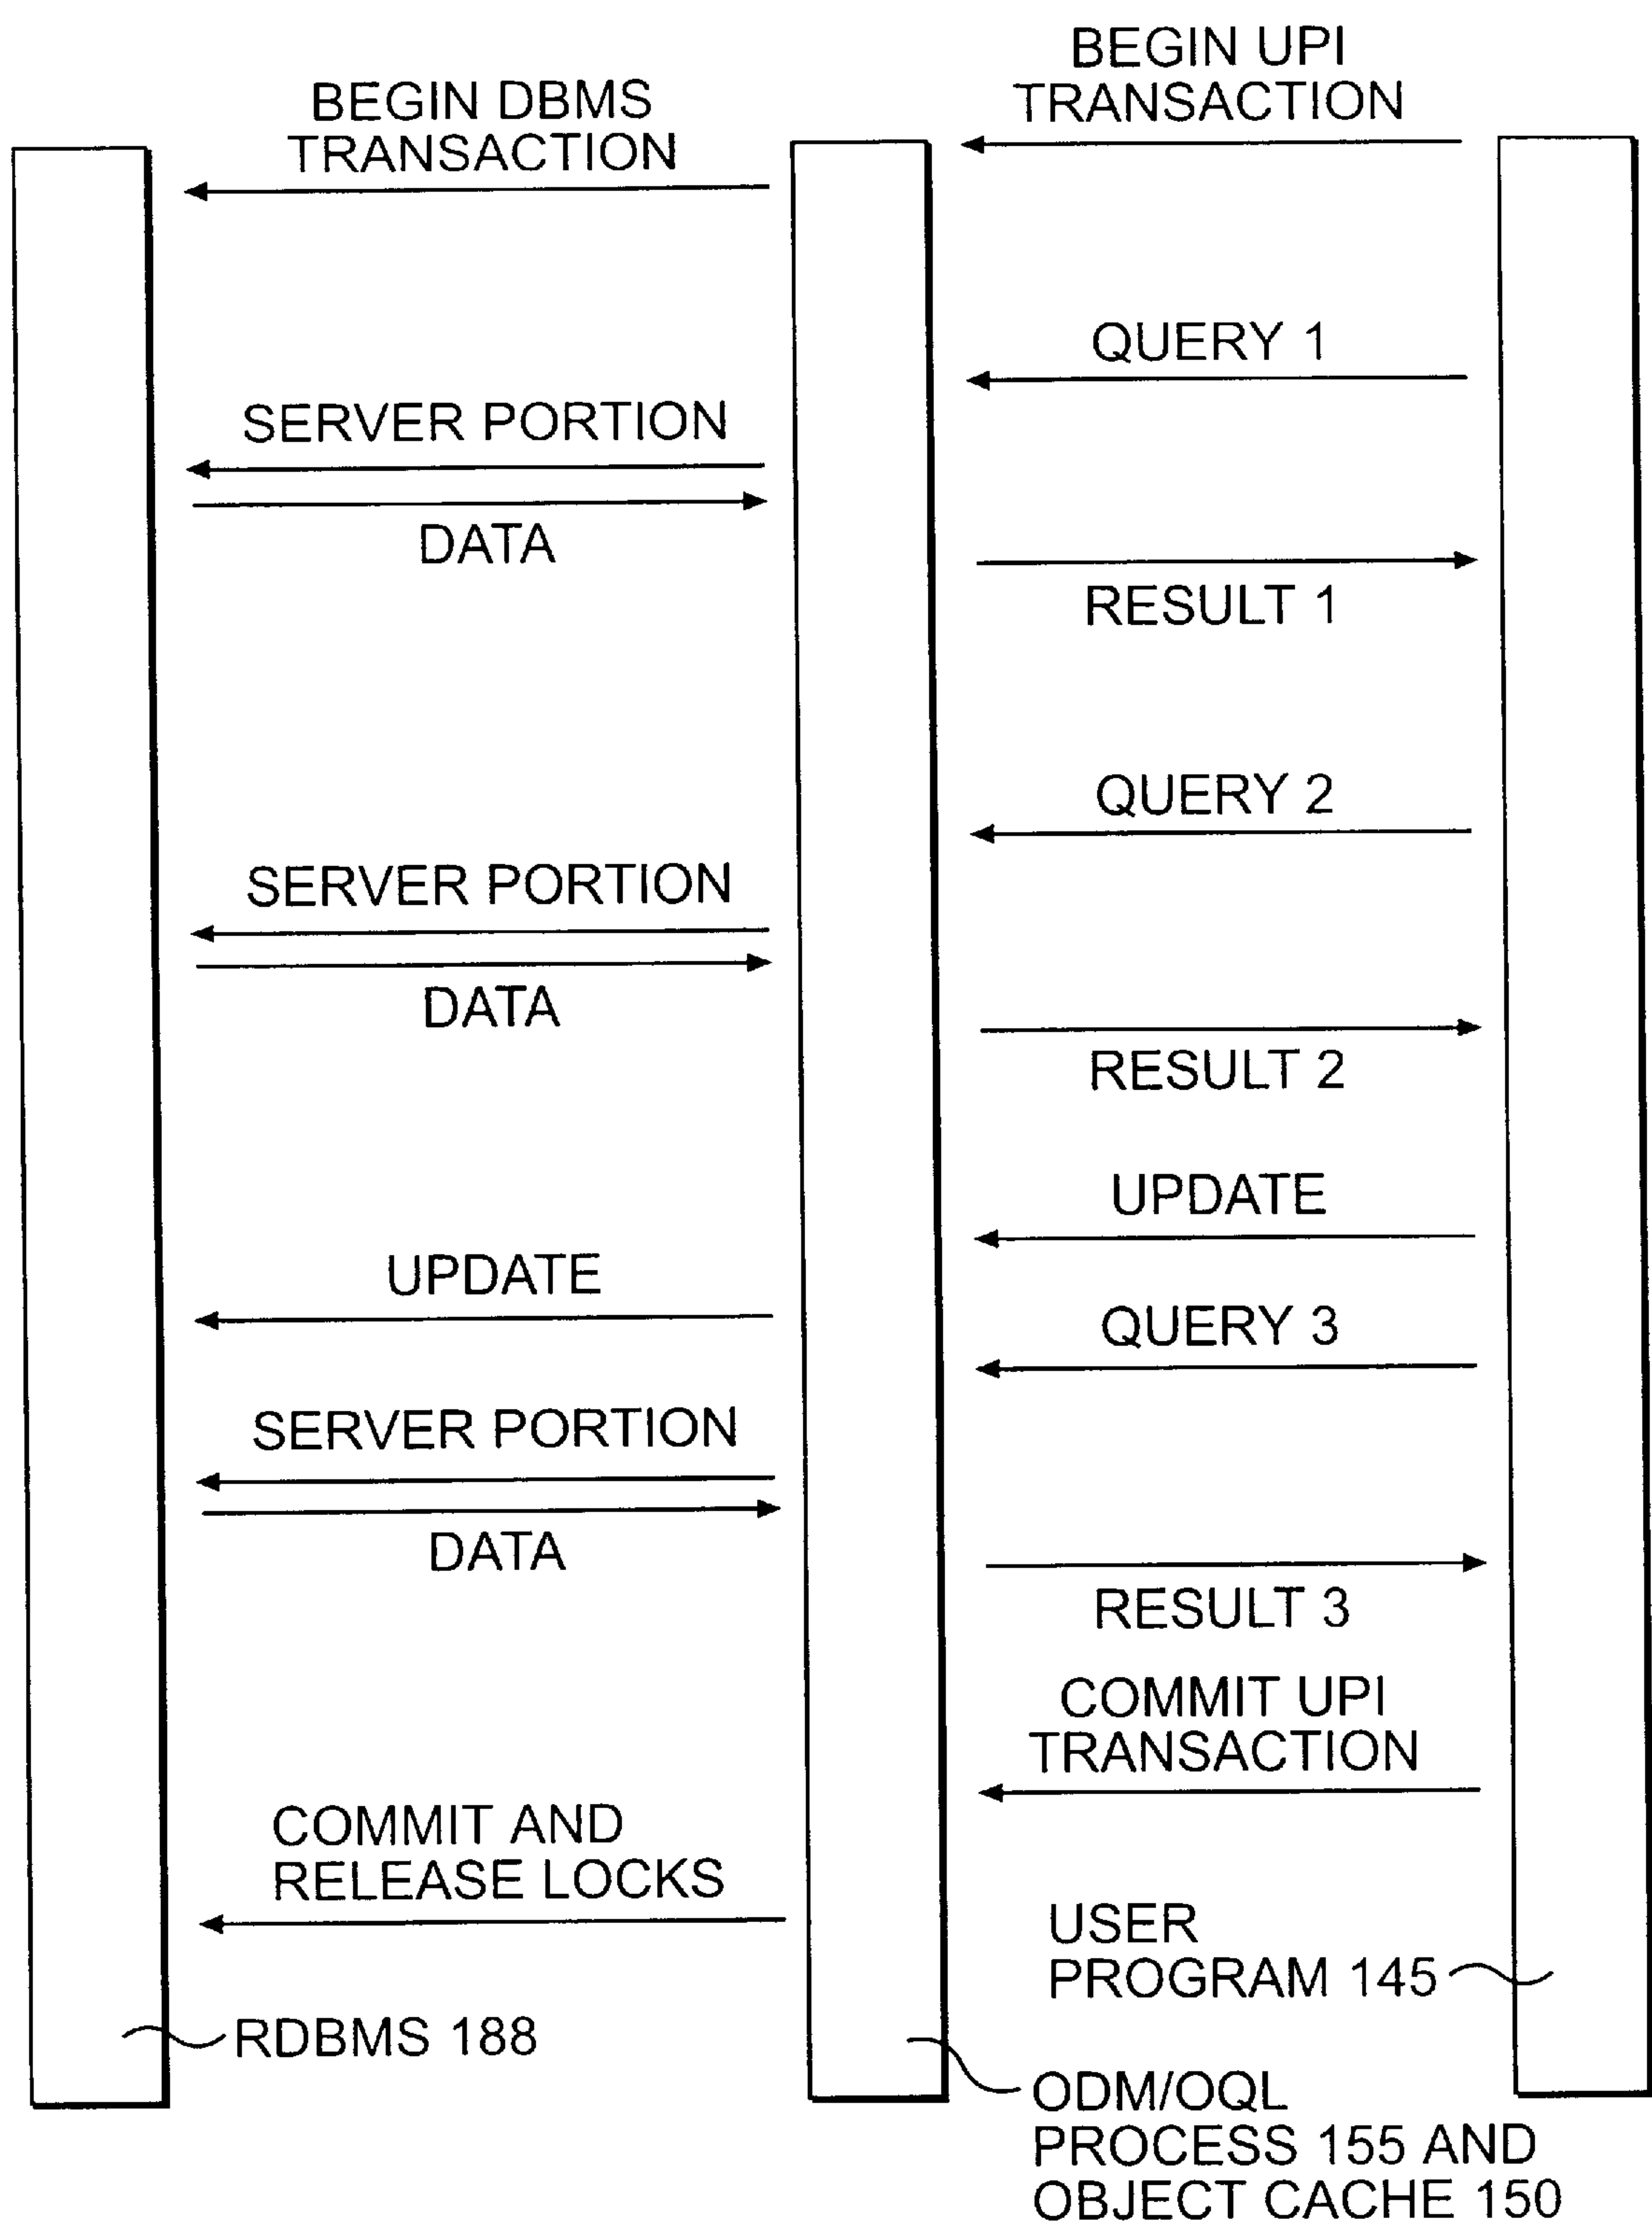 BEGIN UPI
TRANSACTION
BEGIN DBMS
TRANSACTION
QUERY 1
SERVER PORTION
DATA
RESULT 1
QUERY 2
SERVER PORTION
DATA
RESULT 2
UPDATE
UPDATE
QUERY 3
SERVER PORTION
DATA
RESULT 3
COMMIT UPI
TRANSACTION
COMMIT AND
RELEASE LOCKS
USER
PROGRAM 145
RDBMS 188
ODM/OQL
PROCESS 155 AND
OBJECT CACHE 150